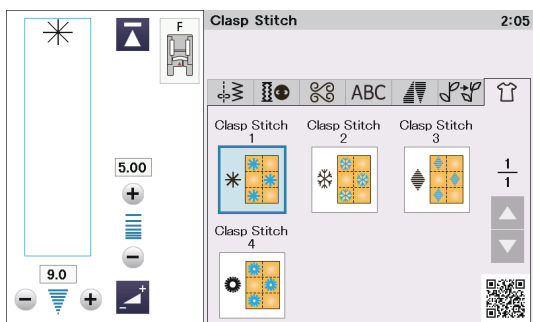 F
5.00
9.0
Clasp Stitch 2:05
ABC
Clasp Stitch Clasp Stitch Clasp Stitch
1 2 3
1
1
Clasp Stitch
4